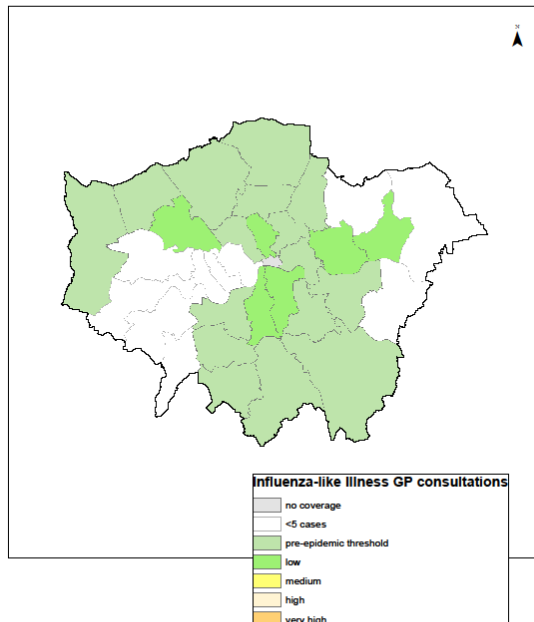 N
Influenza-like Illness GP consultations
no coverage
<5 cases
pre-epidemic threshold
low
medium
high
very high